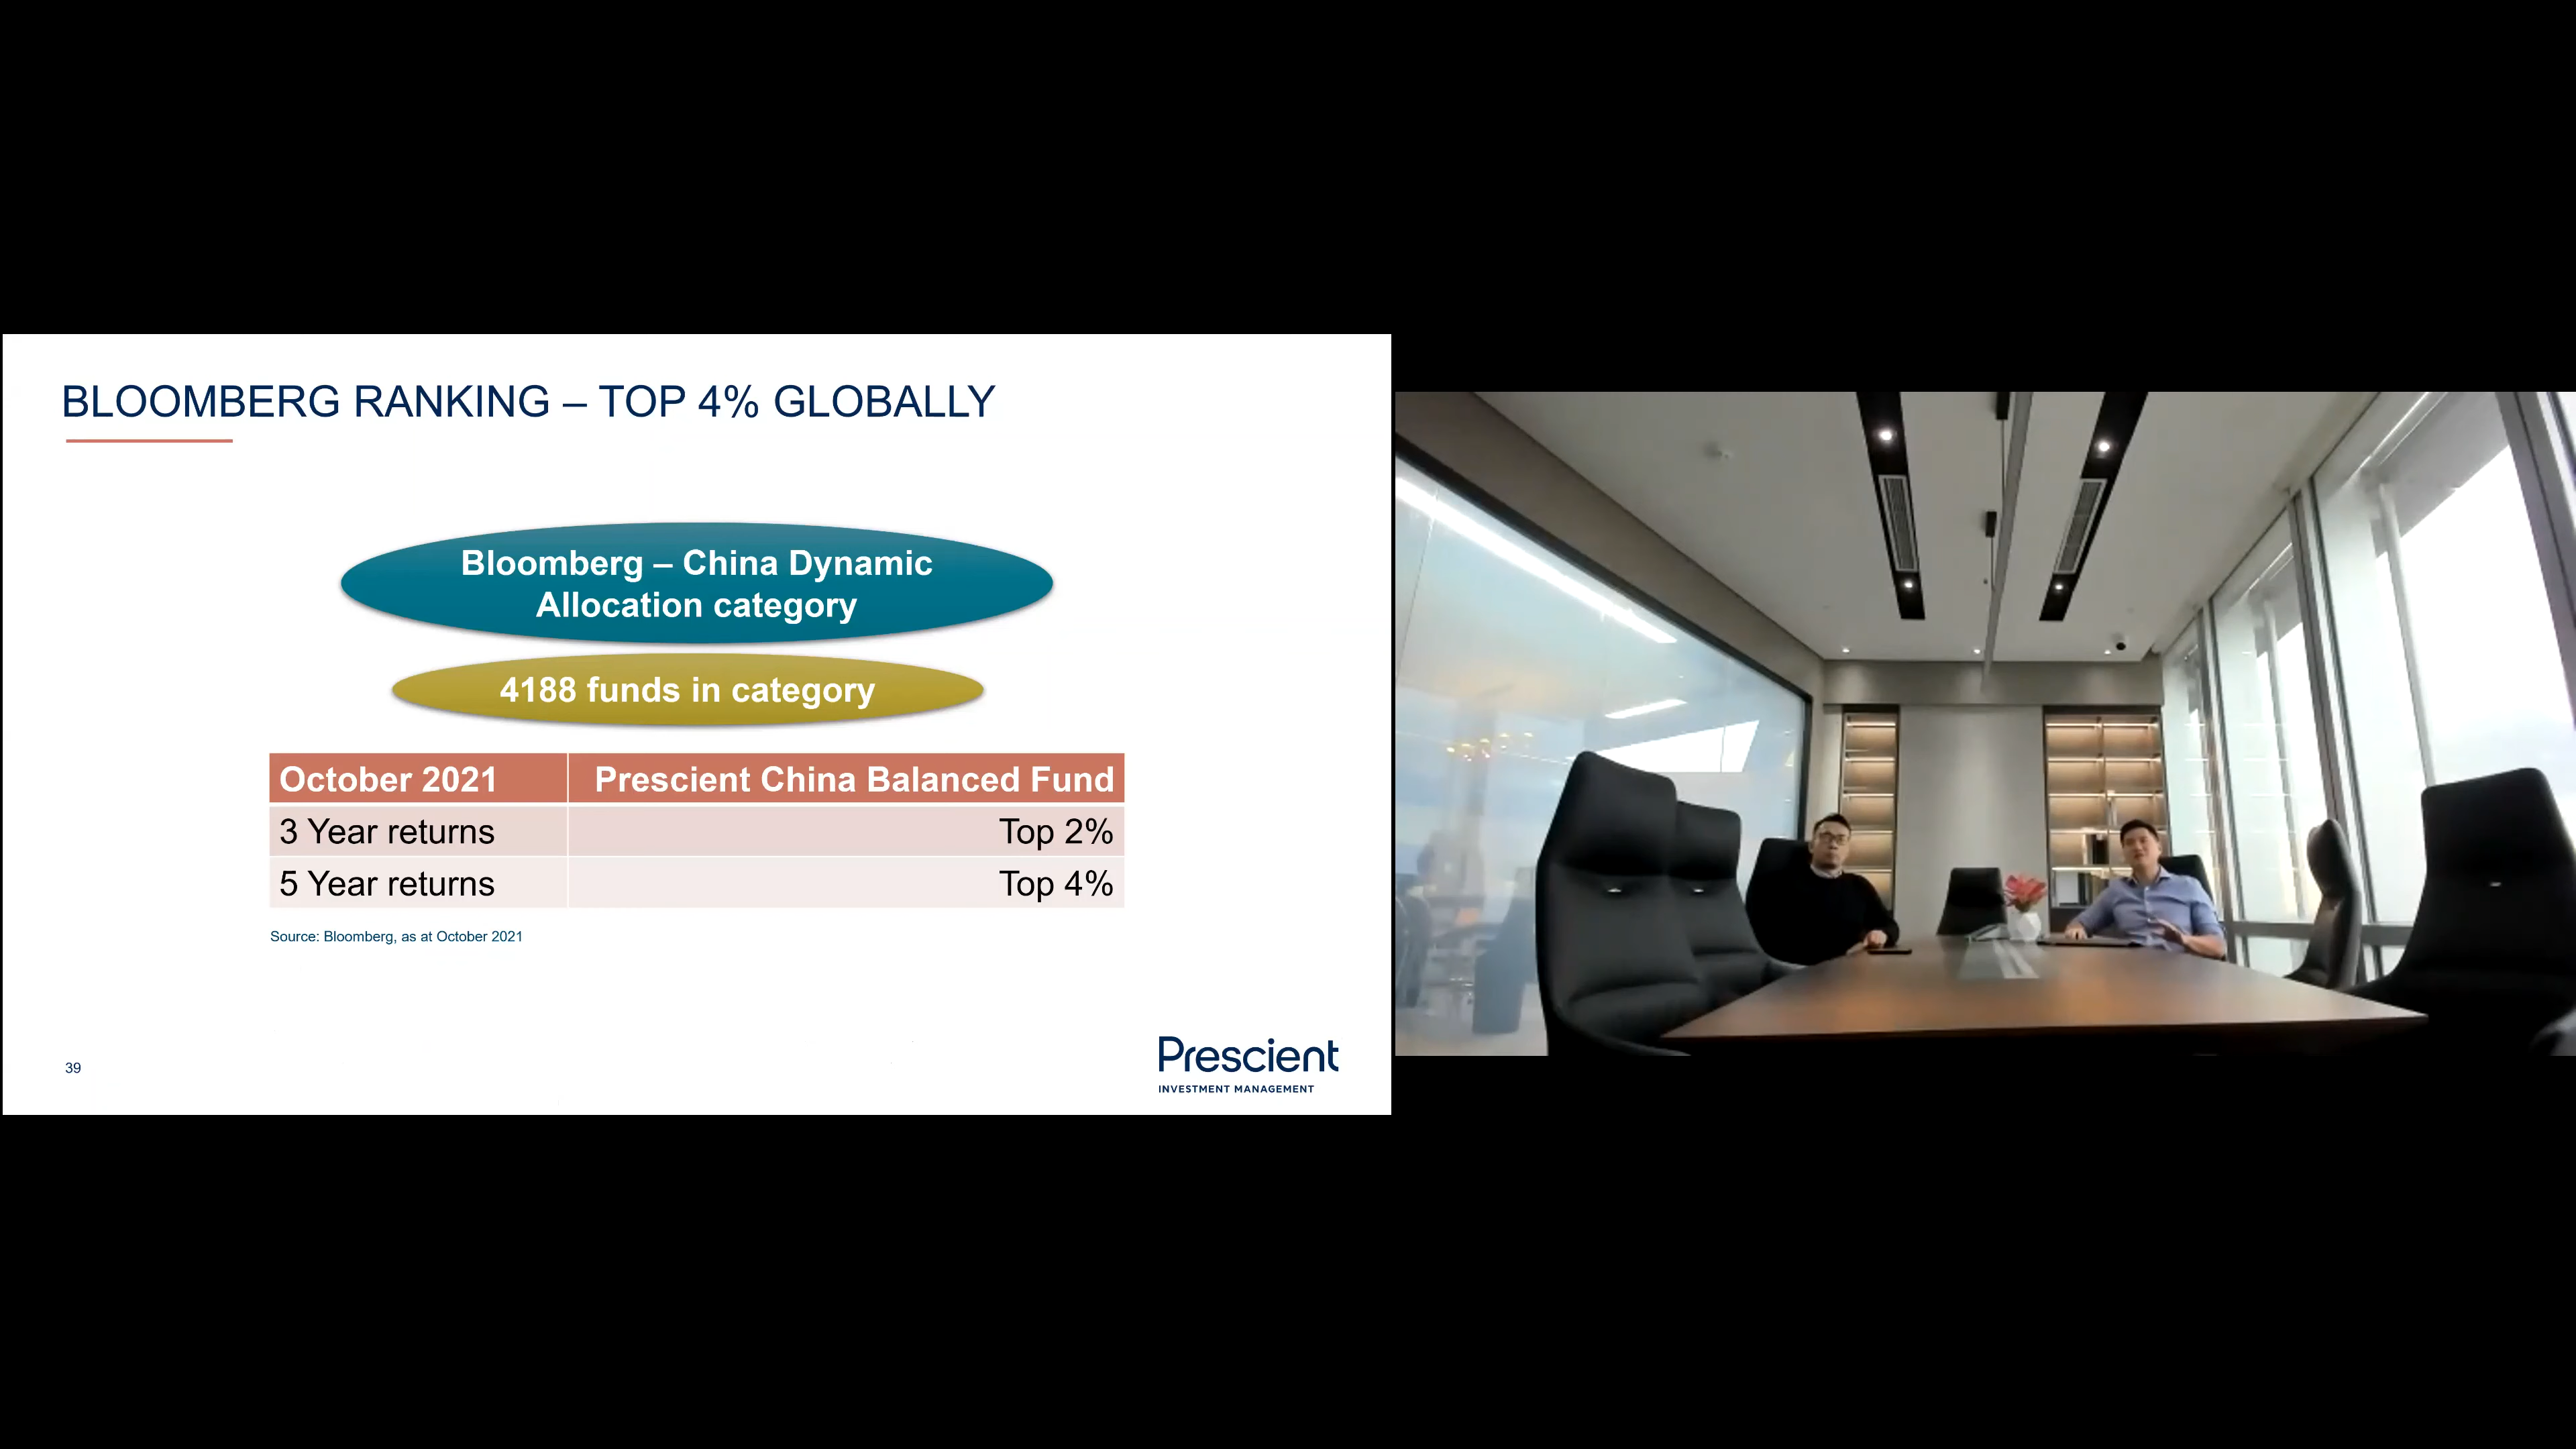 BLOOMBERG RANKING – TOP 4% GLOBALLY
Bloomberg – China Dynamic
Allocation category
4188 funds in category
October 2021 Prescient China Balanced Fund
3 Year returns Top 2%
5 Year returns Top 4%
Source: Bloomberg, as at October 2021
39
Prescient
INVESTMENT MANAGEMENT